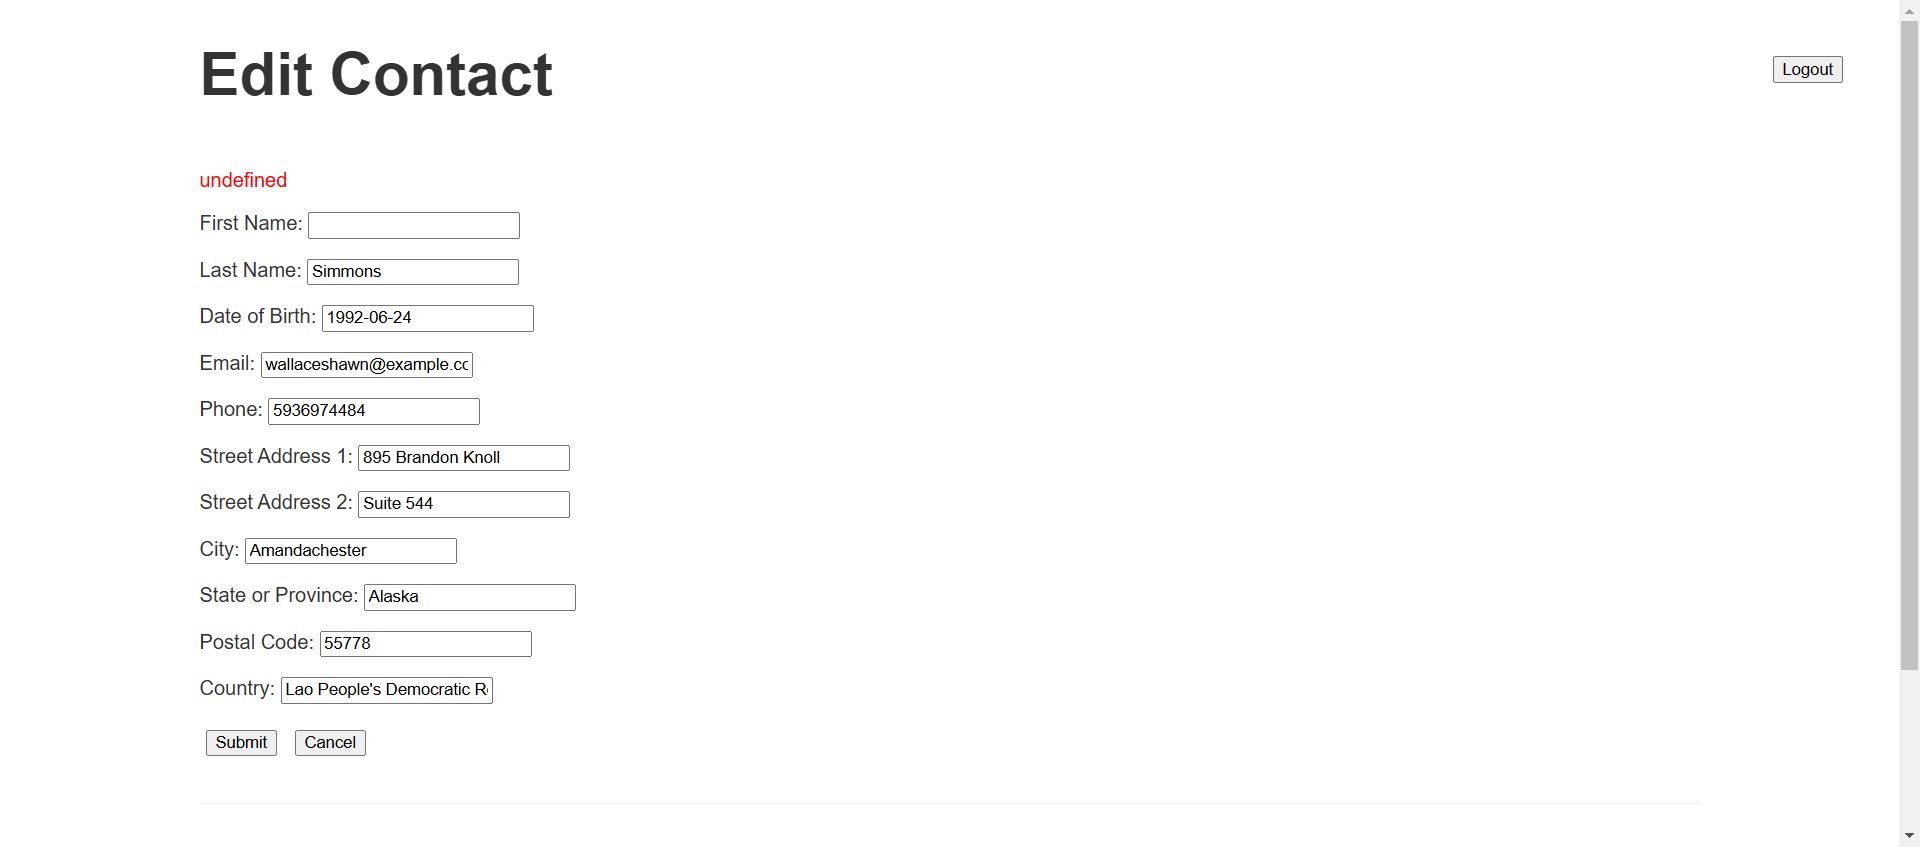 Edit Contact
Logout
undefined
First Name:
Last Name: Simmons
Date of Birth: 1992-06-24
Email: wallaceshawn@example.cc
Phone: 5936974484
Street Address 1: 895 Brandon Knoll
Street Address 2: Suite 544
City: Amandachester
State or Province: Alaska
Postal Code: 55778
Country: Lao People's Democratic R
Submit Cancel